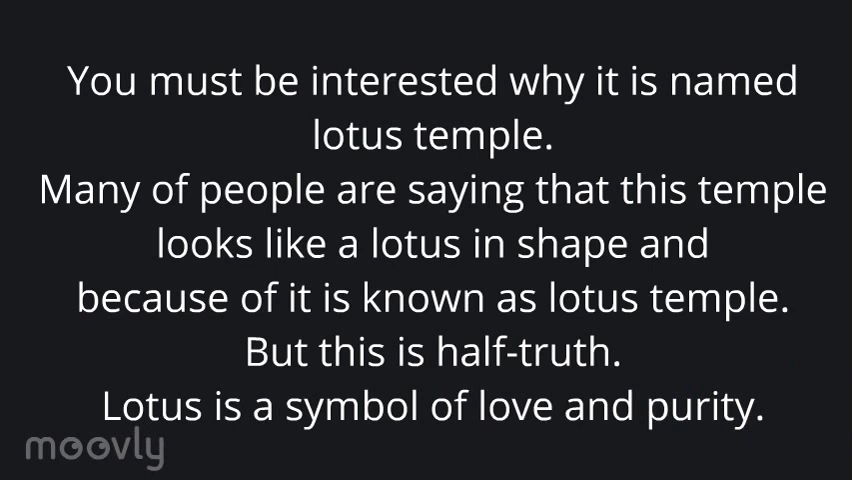 You must be interested why it is named
lotus temple.
Many of people are saying that this temple
looks like a lotus in shape and
because of it is known as lotus temple.
But this is half-truth.
Lotus is a symbol of love and purity.
moovly